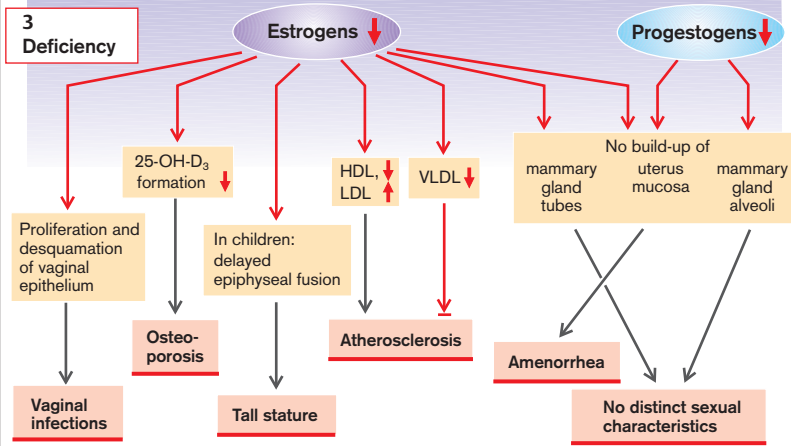 3
Deficiency
Estrogens
Progestogens
25-OH-D₃
formation
HDL,
LDL
VLDL
No build-up of
mammary
gland
tubes
uterus
mucosa
mammary
gland
alveoli
Proliferation and
desquamation
of vaginal
epithelium
In children:
delayed
epiphyseal fusion
Osteo-
porosis
Atherosclerosis
Amenorrhea
Vaginal
infections
Tall stature
No distinct sexual
characteristics